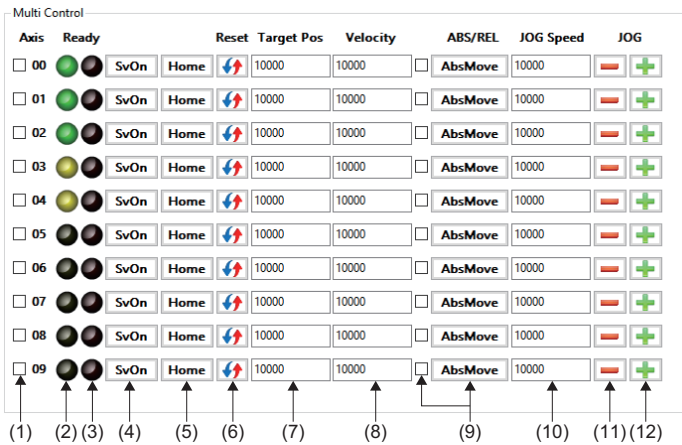 Multi Control
Axis Ready Reset Target Pos Velocity ABS/REL JOG Speed JOG
00 SvOn Home 10000 10000 AbsMove 10000
01 SvOn Home 10000 10000 AbsMove 10000
02 SvOn Home 10000 10000 AbsMove 10000
03 SvOn Home 10000 10000 AbsMove 10000
04 SvOn Home 10000 10000 AbsMove 10000
05 SvOn Home 10000 10000 AbsMove 10000
06 SvOn Home 10000 10000 AbsMove 10000
07 SvOn Home 10000 10000 AbsMove 10000
08 SvOn Home 10000 10000 AbsMove 10000
09 SvOn Home 10000 10000 AbsMove 10000
(1) (2) (3) (4) (5) (6) (7) (8) (9) (10) (11) (12)